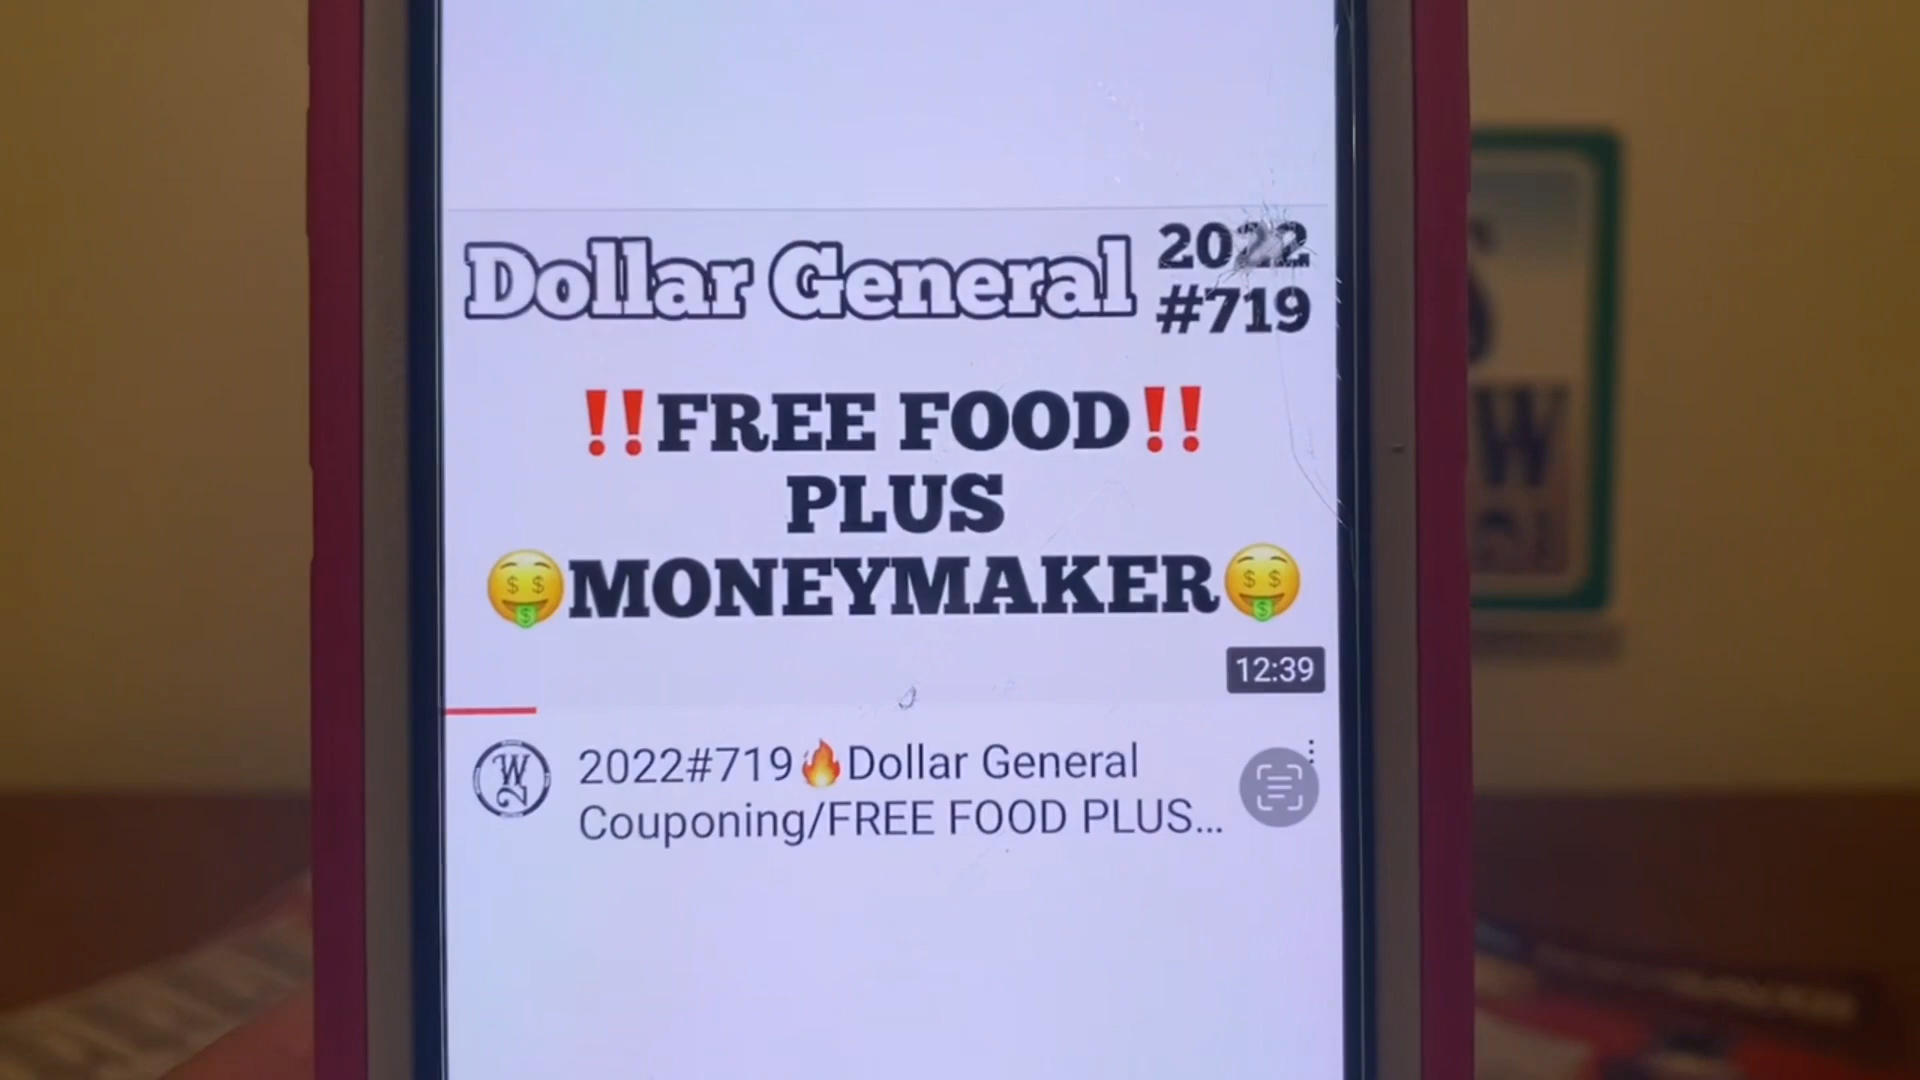 Dollar General
2022
#719
‼️FREE FOOD‼️
PLUS
🤑MONEYMAKER🤑
12:39
W
2022#719🔥Dollar General
Couponing/FREE FOOD PLUS...
W